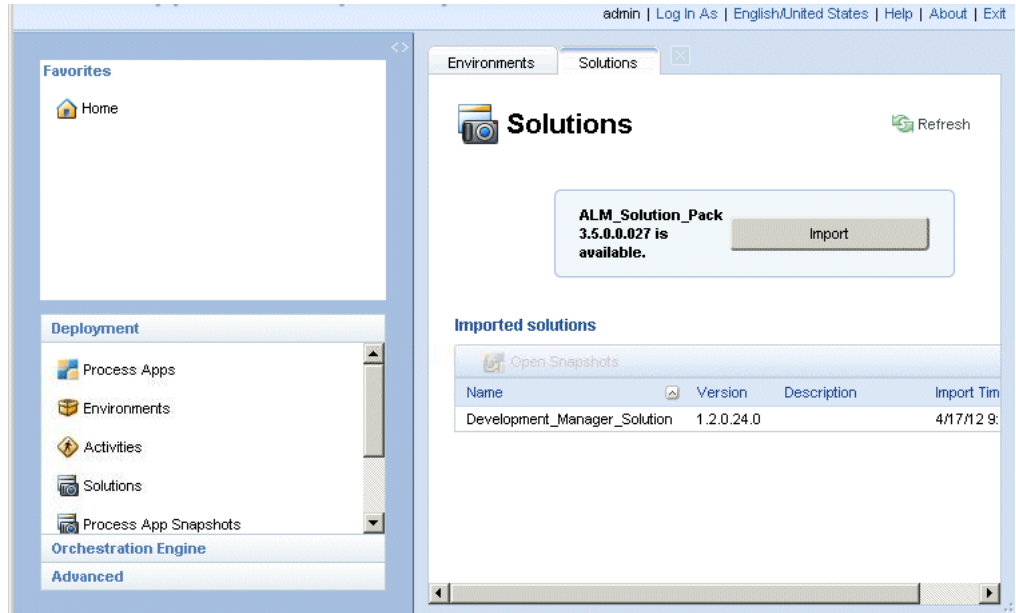 admin | Log In As | English/United States | Help | About | Exit
<>
Favorites
Home
Deployment
Process Apps
Environments
Activities
Solutions
Process App Snapshots
Orchestration Engine
Advanced
Environments
Solutions
Solutions
Refresh
ALM_Solution_Pack
3.5.0.0.027 is
available.
Import
Imported solutions
Open Snapshots
Name Version Description Import Tim
Development_Manager_Solution 1.2.0.24.0 4/17/12 9: